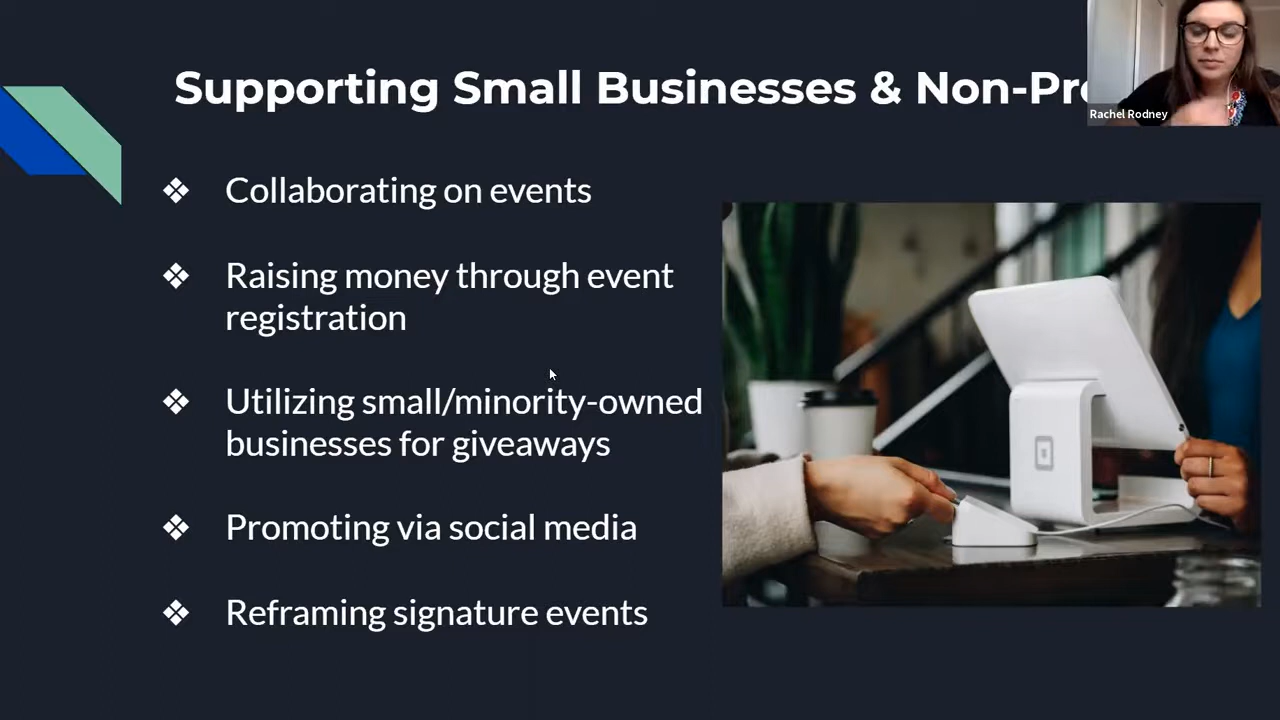 Supporting Small Businesses & Non-Pr
Rachel Rodney
❖ Collaborating on events
❖ Raising money through event
registration
❖ Utilizing small/minority-owned
businesses for giveaways
❖ Promoting via social media
❖ Reframing signature events